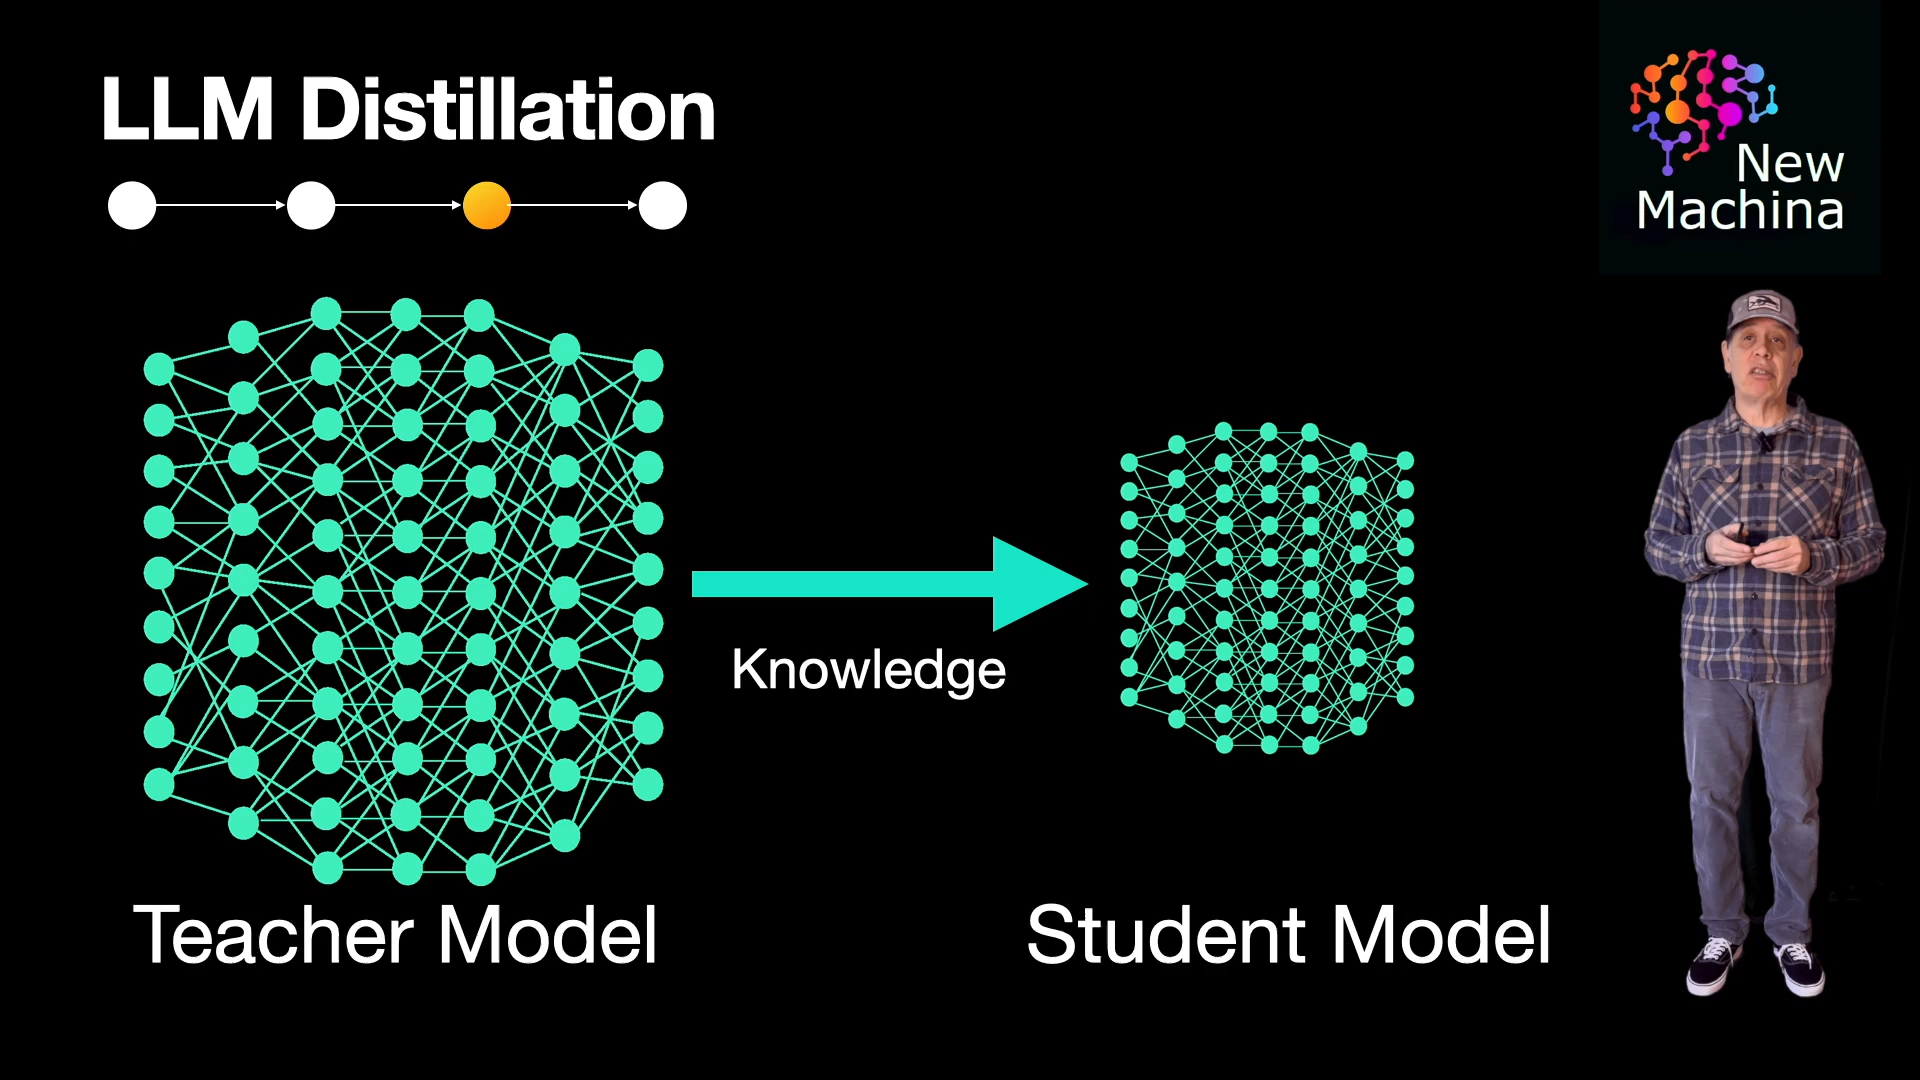 LLM Distillation
New
Machina
Knowledge
Teacher Model
Student Model